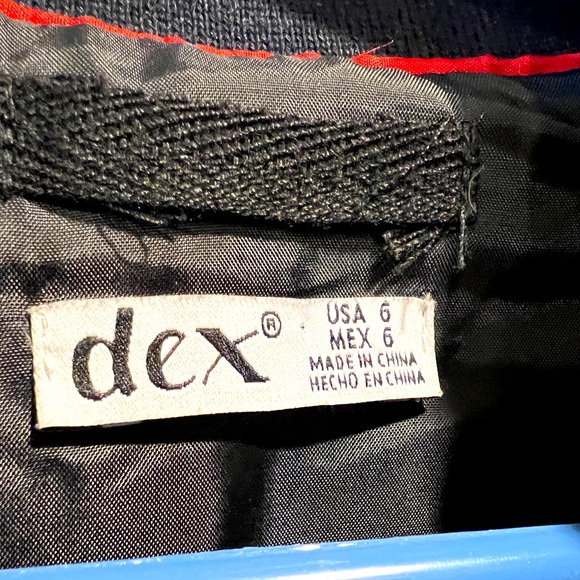 dex®
USA 6
MEX 6
MADE IN CHINA
HECHO EN CHINA